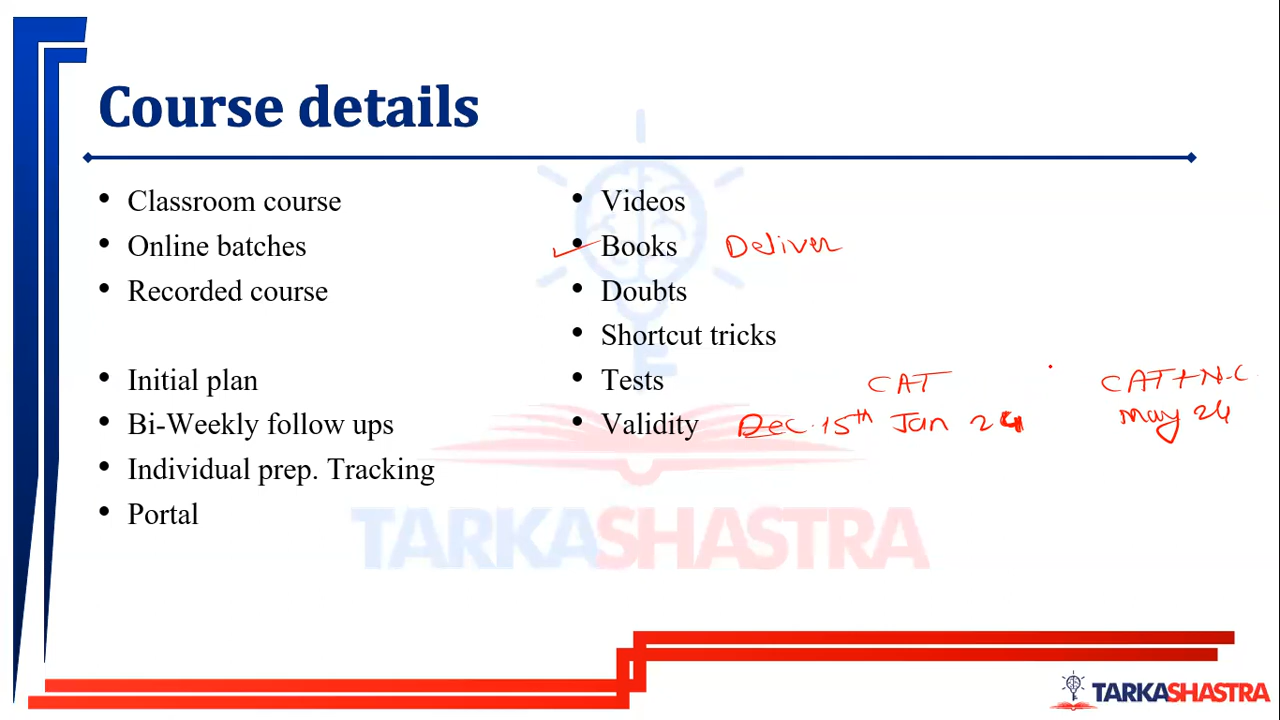 Course details
Classroom course
Online batches
Recorded course
Initial plan
Bi-Weekly follow ups
Individual prep. Tracking
Portal
Videos
Books Deliver
Doubts
Shortcut tricks
Tests CAT CAT+N-C
Validity Dec. 15th Jan 24 May 24
TARKASHASTRA
TARKASHASTRA